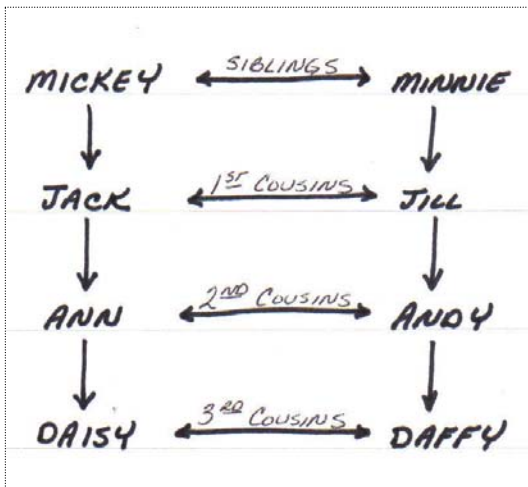 MICKEY SIBLINGS MINNIE
JACK 1ST COUSINS JILL
ANN 2ND COUSINS ANDY
DAISY 3RD COUSINS DAFFY